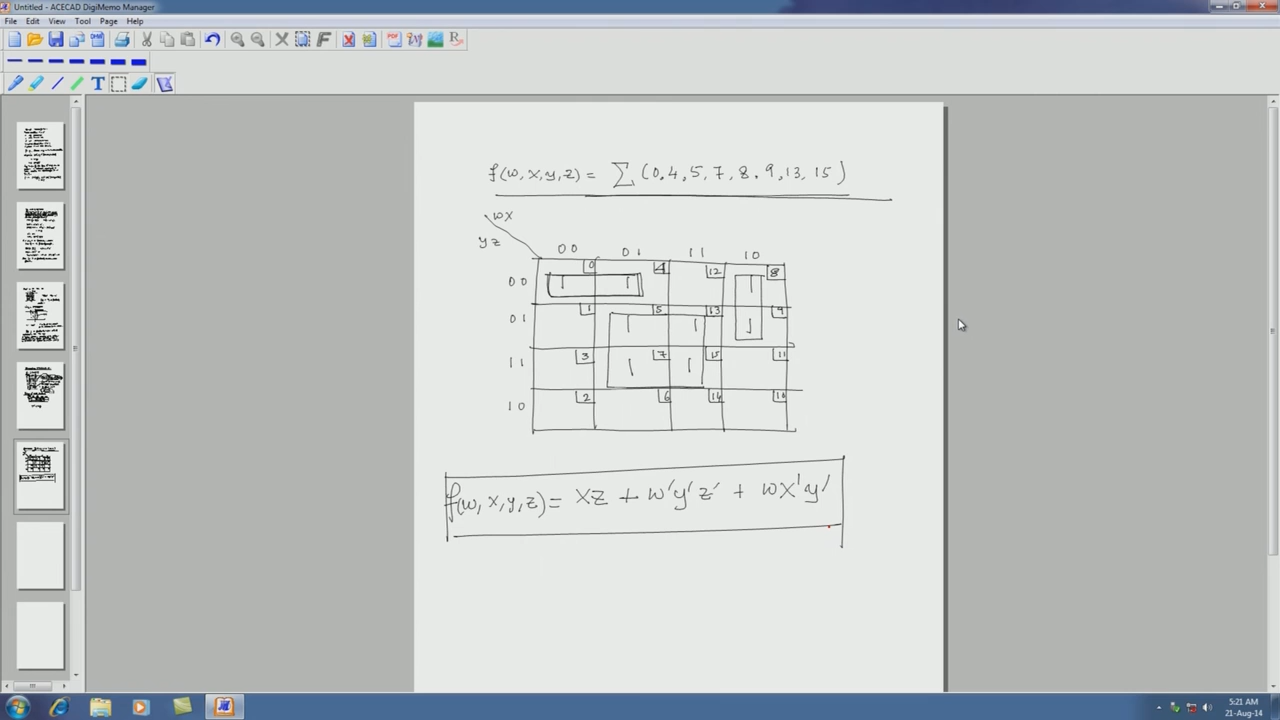 Untitled - ACECAD DigiMemo Manager
File Edit View Tool Page Help
f(w,x,y,z) = ∑ (0,4,5,7,8,9,13,15)
wx
yz
00 01 11 10
00 1 0 1 4 12 1 8
01 1 1 5 1 13 1 9
11 3 1 7 1 15 11
10 2 6 14 10
f(w,x,y,z) = xz + w'y'z' + wx'y'
5:21 AM
21-Aug-14